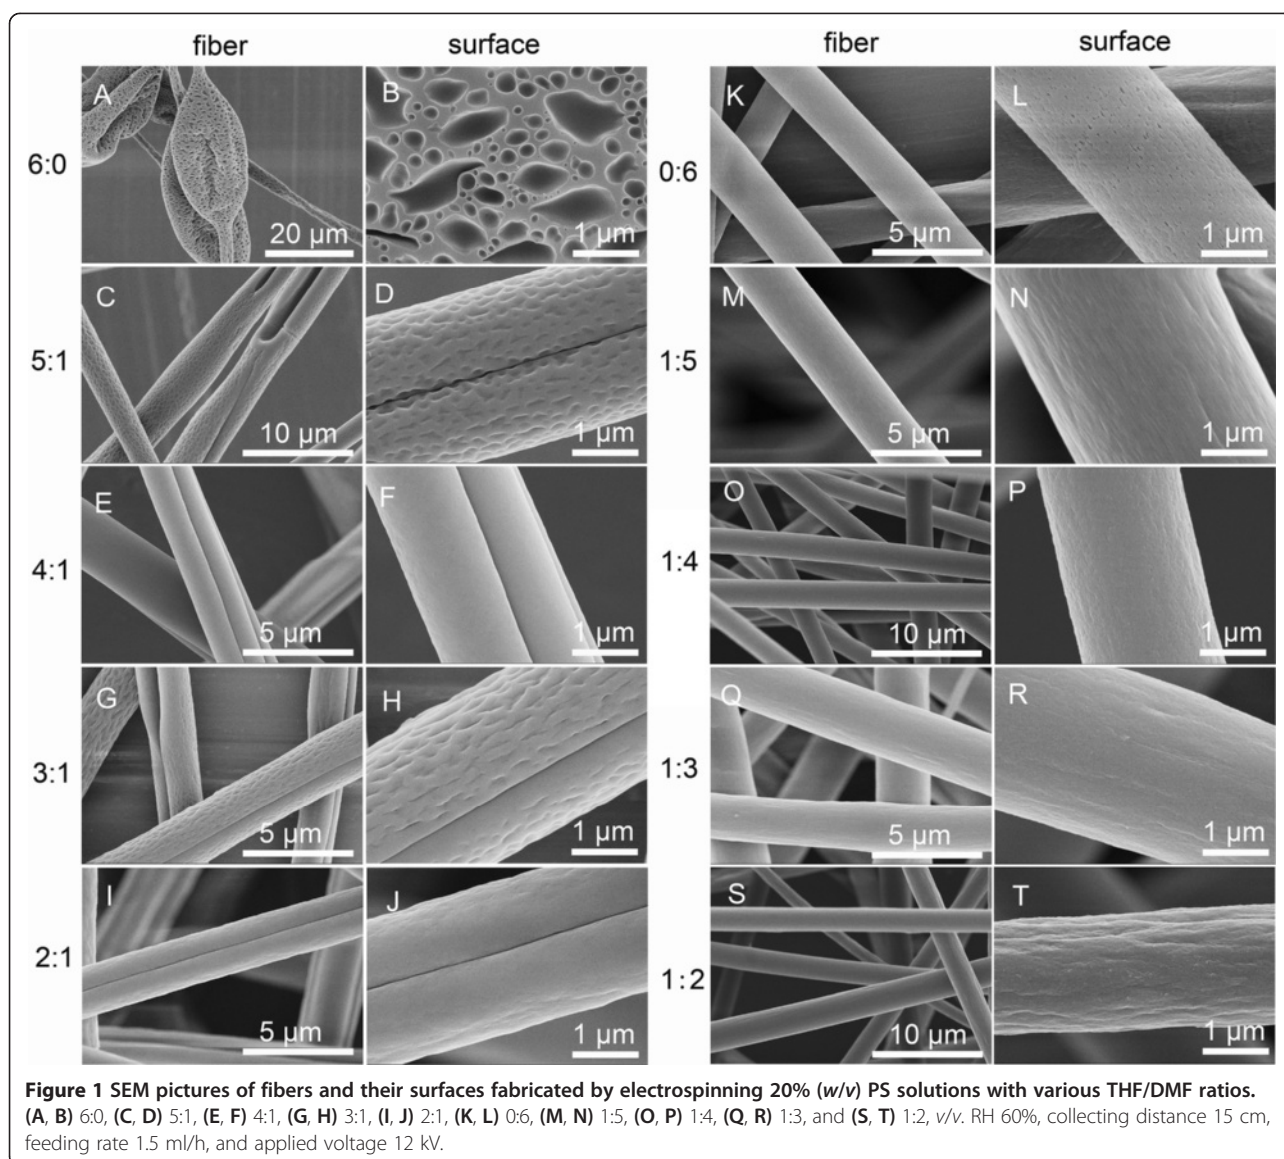 fiber surface fiber surface
A B K L
6:0 0:6
20 μm 1 μm 5 μm 1 μm
C D M N
5:1 1:5
10 μm 1 μm 5 μm 1 μm
E F O P
4:1 1:4
5 μm 1 μm 10 μm 1 μm
G H Q R
3:1 1:3
5 μm 1 μm 5 μm 1 μm
I J S T
2:1 1:2
5 μm 1 μm 10 μm 1 μm
Figure 1 SEM pictures of fibers and their surfaces fabricated by electrospinning 20% (w/v) PS solutions with various THF/DMF ratios.
(A, B) 6:0, (C, D) 5:1, (E, F) 4:1, (G, H) 3:1, (I, J) 2:1, (K, L) 0:6, (M, N) 1:5, (O, P) 1:4, (Q, R) 1:3, and (S, T) 1:2, v/v. RH 60%, collecting distance 15 cm,
feeding rate 1.5 ml/h, and applied voltage 12 kV.